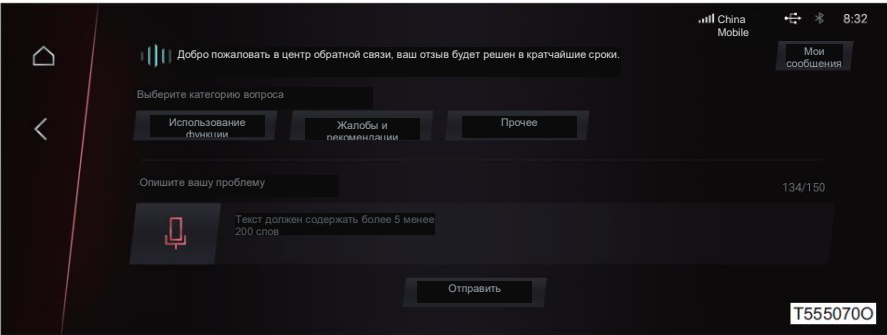 China
Mobile
8:32
Добро пожаловать в центр обратной связи, ваш отзыв будет решен в кратчайшие сроки.
Мои
сообщения
Выберите категорию вопроса
Использование
функции
Жалобы и
рекомендации
Прочее
Опишите вашу проблему
134/150
Текст должен содержать более 5 менее
200 слов
Отправить
T555070O